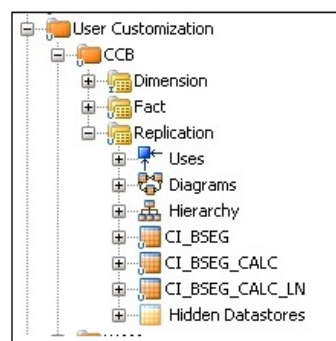 User Customization
CCB
Dimension
Fact
Replication
Uses
Diagrams
Hierarchy
CI_BSEG
CI_BSEG_CALC
CI_BSEG_CALC_LN
Hidden Datastores